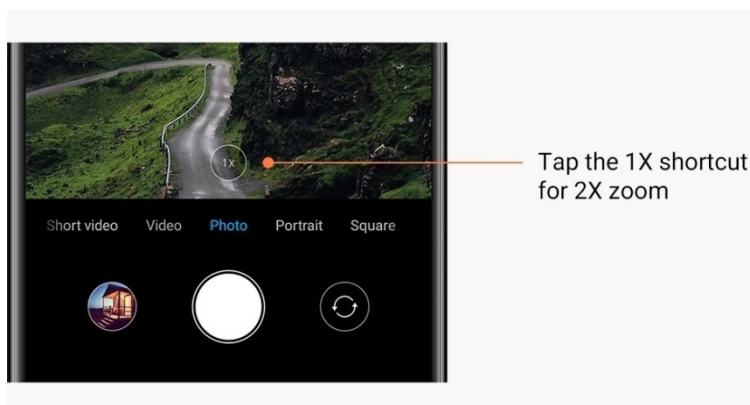 1X
Tap the 1X shortcut
for 2X zoom
Short video Video Photo Portrait Square